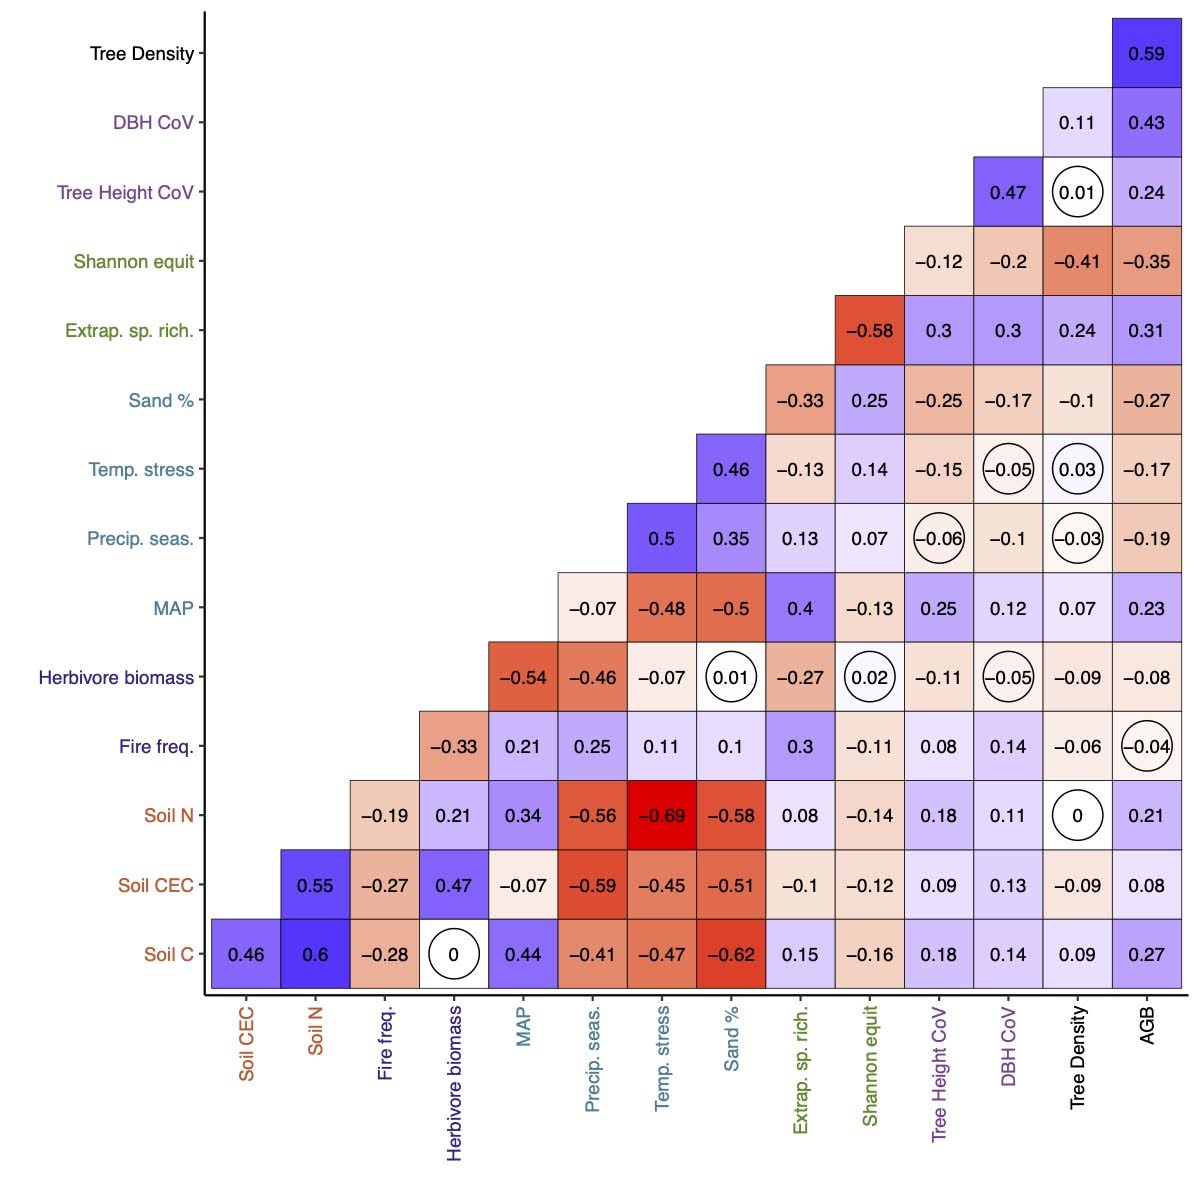 Tree Density 0.59
DBH CoV 0.11 0.43
Tree Height CoV 0.47 0.01 0.24
Shannon equit −0.12 −0.2 −0.41 −0.35
Extrap. sp. rich. −0.58 0.3 0.3 0.24 0.31
Sand % −0.33 0.25 −0.25 −0.17 −0.1 −0.27
Temp. stress 0.46 −0.13 0.14 −0.15 −0.05 0.03 −0.17
Precip. seas. 0.5 0.35 0.13 0.07 −0.06 −0.1 −0.03 −0.19
MAP −0.07 −0.48 −0.5 0.4 −0.13 0.25 0.12 0.07 0.23
Herbivore biomass −0.54 −0.46 −0.07 0.01 −0.27 0.02 −0.11 −0.05 −0.09 −0.08
Fire freq. −0.33 0.21 0.25 0.11 0.1 0.3 −0.11 0.08 0.14 −0.06 −0.04
Soil N −0.19 0.21 0.34 −0.56 −0.69 −0.58 0.08 −0.14 0.18 0.11 0 0.21
Soil CEC 0.55 −0.27 0.47 −0.07 −0.59 −0.45 −0.51 −0.1 −0.12 0.09 0.13 −0.09 0.08
Soil C 0.46 0.6 −0.28 0 0.44 −0.41 −0.47 −0.62 0.15 −0.16 0.18 0.14 0.09 0.27
Soil CEC
Soil N
Fire freq.
Herbivore biomass
MAP
Precip. seas.
Temp. stress
Sand %
Extrap. sp. rich.
Shannon equit
Tree Height CoV
DBH CoV
Tree Density
AGB